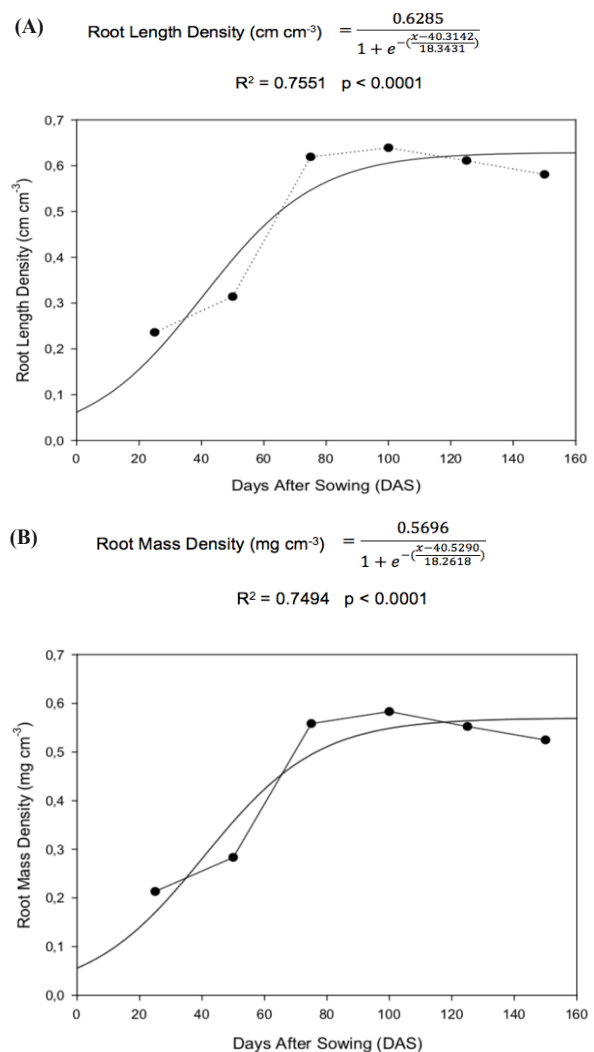 (A)
Root Length Density (cm cm⁻³) = 0.6285 / (1 + e^−((x−40.3142)/18.3431))
R² = 0.7551 p < 0.0001
0,7
0,6
0,5
0,4
0,3
0,2
0,1
0,0
Root Length Density (cm cm⁻³)
0 20 40 60 80 100 120 140 160
Days After Sowing (DAS)
(B)
Root Mass Density (mg cm⁻³) = 0.5696 / (1 + e^−((x−40.5290)/18.2618))
R² = 0.7494 p < 0.0001
0,7
0,6
0,5
0,4
0,3
0,2
0,1
0,0
Root Mass Density (mg cm⁻³)
0 20 40 60 80 100 120 140 160
Days After Sowing (DAS)